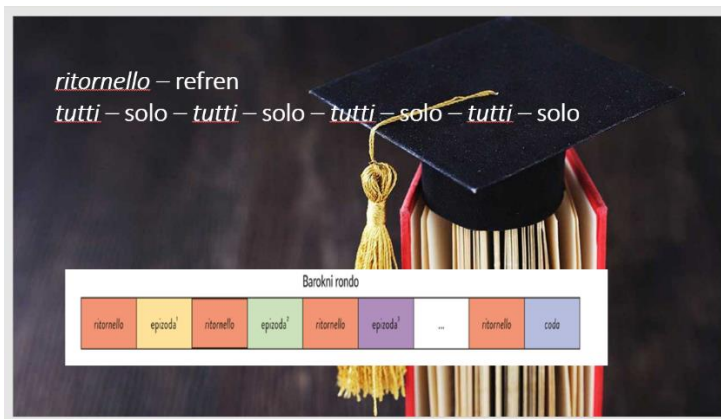 ritornello – refren
tutti – solo – tutti – solo – tutti – solo – tutti – solo
Barokni rondo
ritornello epizoda¹ ritornello epizoda² ritornello epizoda³ ... ritornello coda